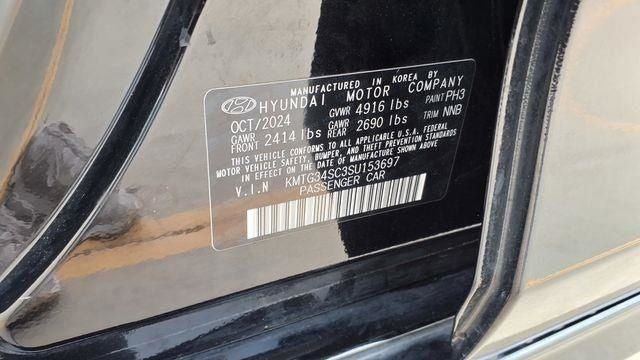 MANUFACTURED IN KOREA BY
HYUNDAI MOTOR COMPANY
OCT/2024 GVWR 4916 lbs PAINT PH3
GAWR FRONT 2414 lbs GAWR REAR 2690 lbs TRIM NNB
THIS VEHICLE CONFORMS TO ALL APPLICABLE U.S.A. FEDERAL
MOTOR VEHICLE SAFETY, BUMPER, AND THEFT PREVENTION STANDARDS
IN EFFECT ON THE DATE OF MANUFACTURE SHOWN ABOVE.
V.I.N KMTG34SC3SU153697
PASSENGER CAR